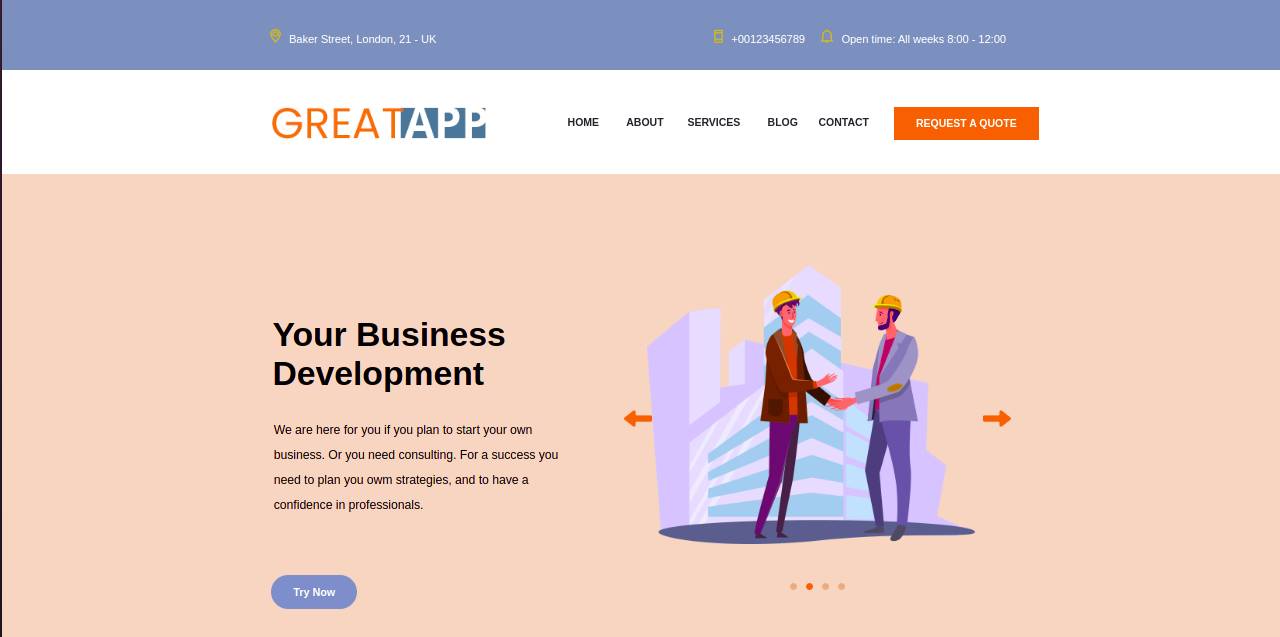 Baker Street, London, 21 - UK
+00123456789
Open time: All weeks 8:00 - 12:00
GREATAPP
HOME ABOUT SERVICES BLOG CONTACT REQUEST A QUOTE
Your Business
Development
We are here for you if you plan to start your own
business. Or you need consulting. For a success you
need to plan you owm strategies, and to have a
confidence in professionals.
Try Now